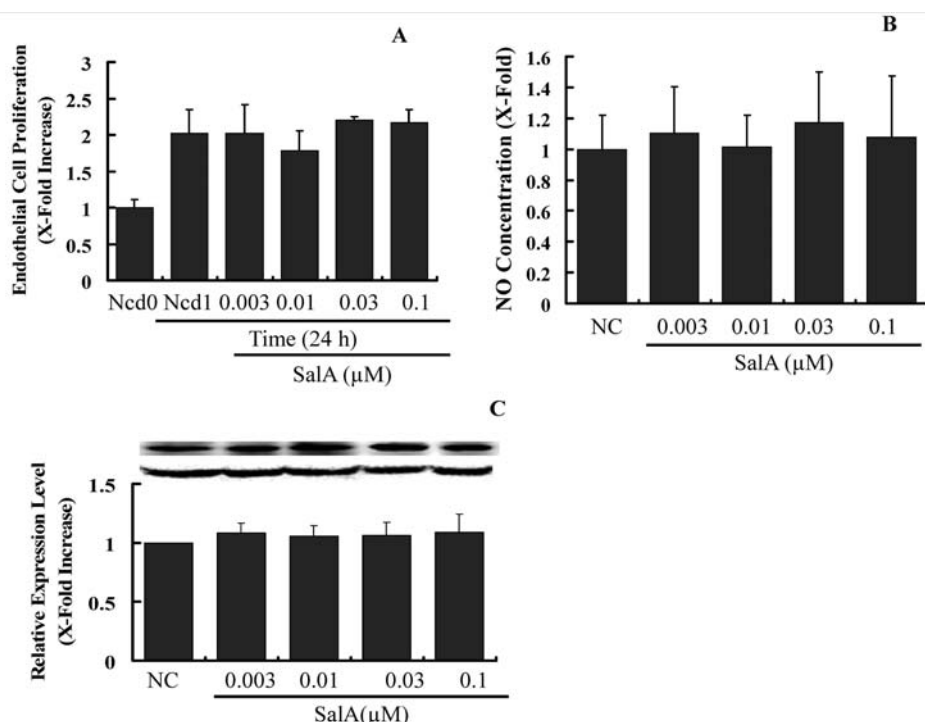 A
Endothelial Cell Proliferation
(X-Fold Increase)
3
2.5
2
1.5
1
0.5
0
Ncd0 Ncd1 0.003 0.01 0.03 0.1
Time (24 h)
SalA (µM)
B
NO Concentration (X-Fold)
1.6
1.4
1.2
1
0.8
0.6
0.4
0.2
0
NC 0.003 0.01 0.03 0.1
SalA (µM)
C
Relative Expression Level
(X-Fold Increase)
1.5
1
0.5
0
NC 0.003 0.01 0.03 0.1
SalA(µM)